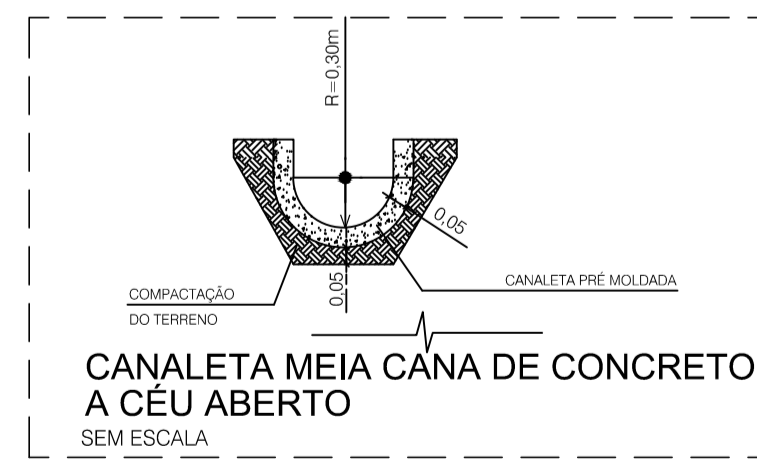 R=0,30m
0,05
0,05
COMPACTAÇÃO
DO TERRENO
CANALETA PRÉ MOLDADA
CANALETA MEIA CANA DE CONCRETO
A CÉU ABERTO
SEM ESCALA